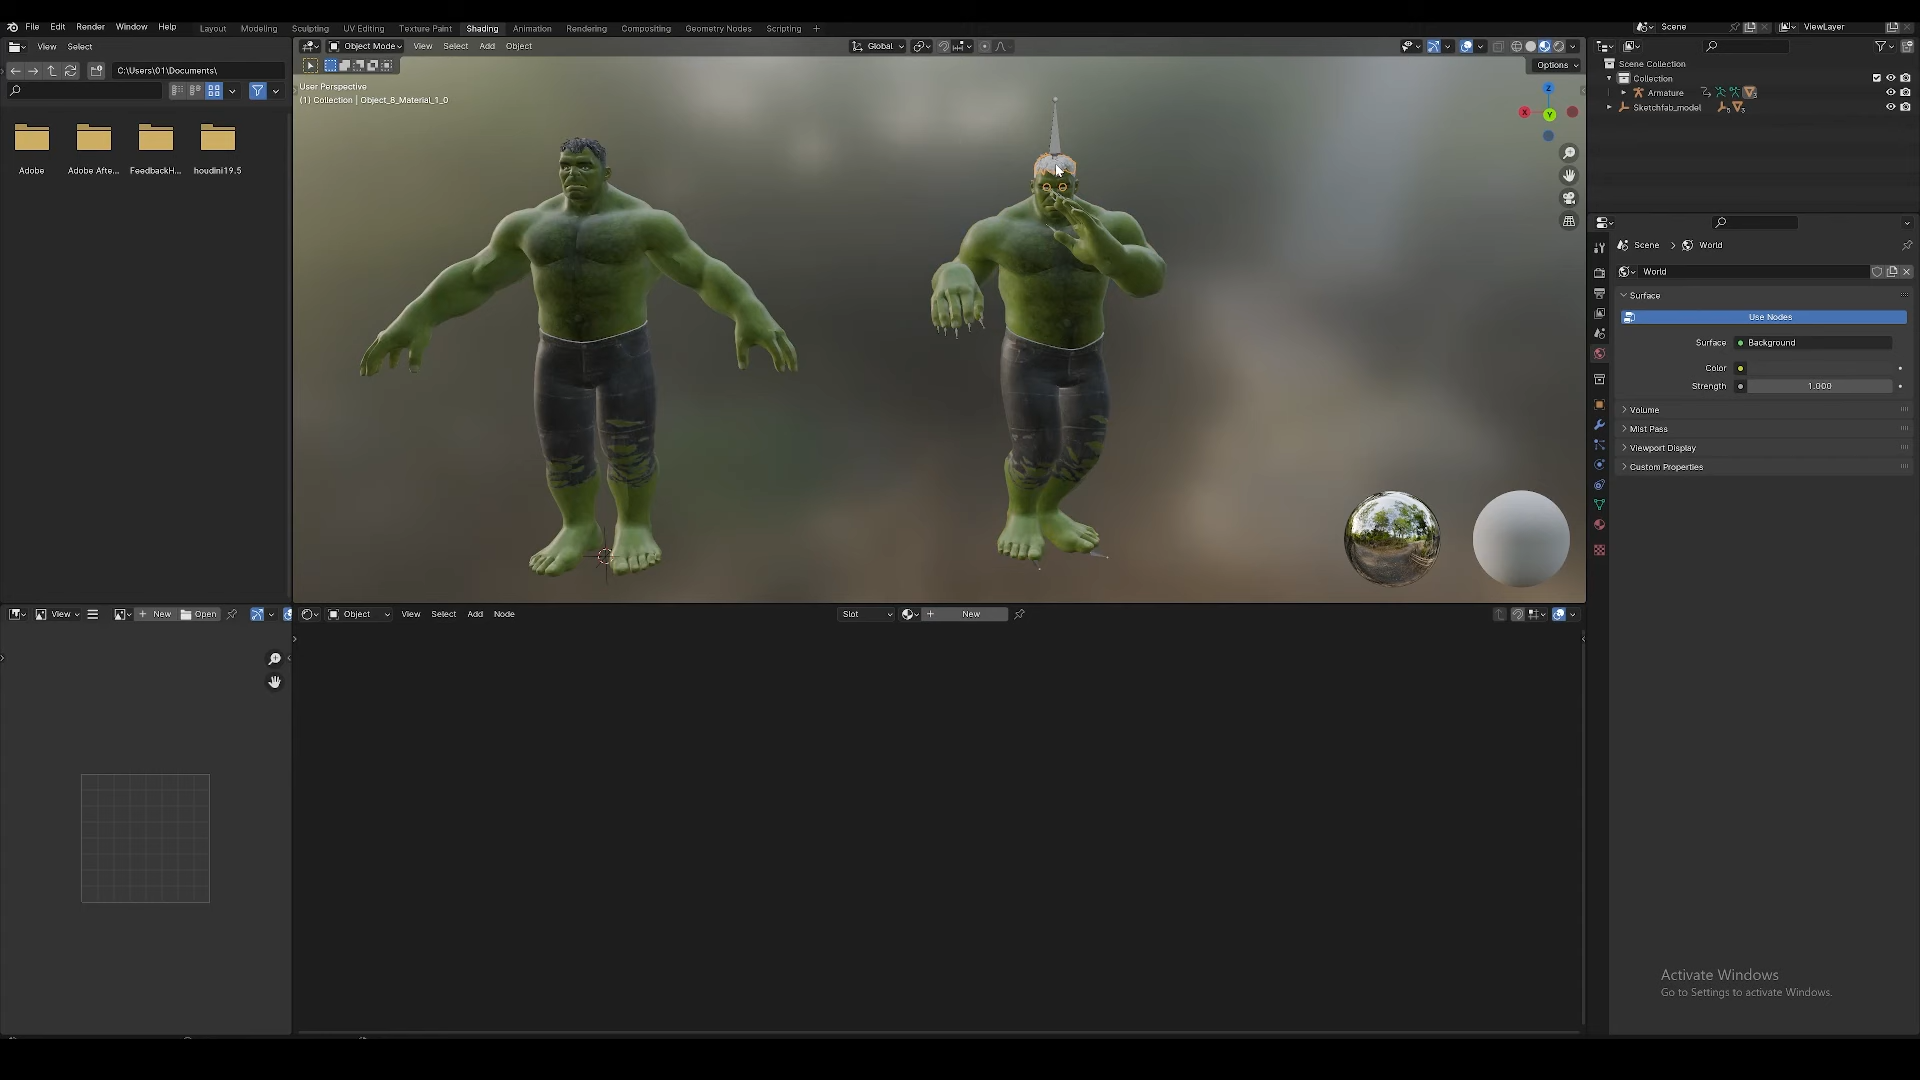 File Edit Render Window Help
Layout Modeling Sculpting UV Editing Texture Paint Shading Animation Rendering Compositing Geometry Nodes Scripting +
Scene ViewLayer
View Select
Object Mode View Select Add Object
Global
C:\Users\01\Documents\
Options
User Perspective
(1) Collection | Object_8_Material_1_0
Z
X
Y
Scene Collection
Collection
Armature
Sketchfab_model
Adobe
Adobe Afte...
FeedbackH...
houdini19.5
Scene > World
World
Surface
Use Nodes
Surface Background
Color
Strength 1.000
Volume
Mist Pass
Viewport Display
Custom Properties
View New Open
Object View Select Add Node
Slot New
Activate Windows
Go to Settings to activate Windows.